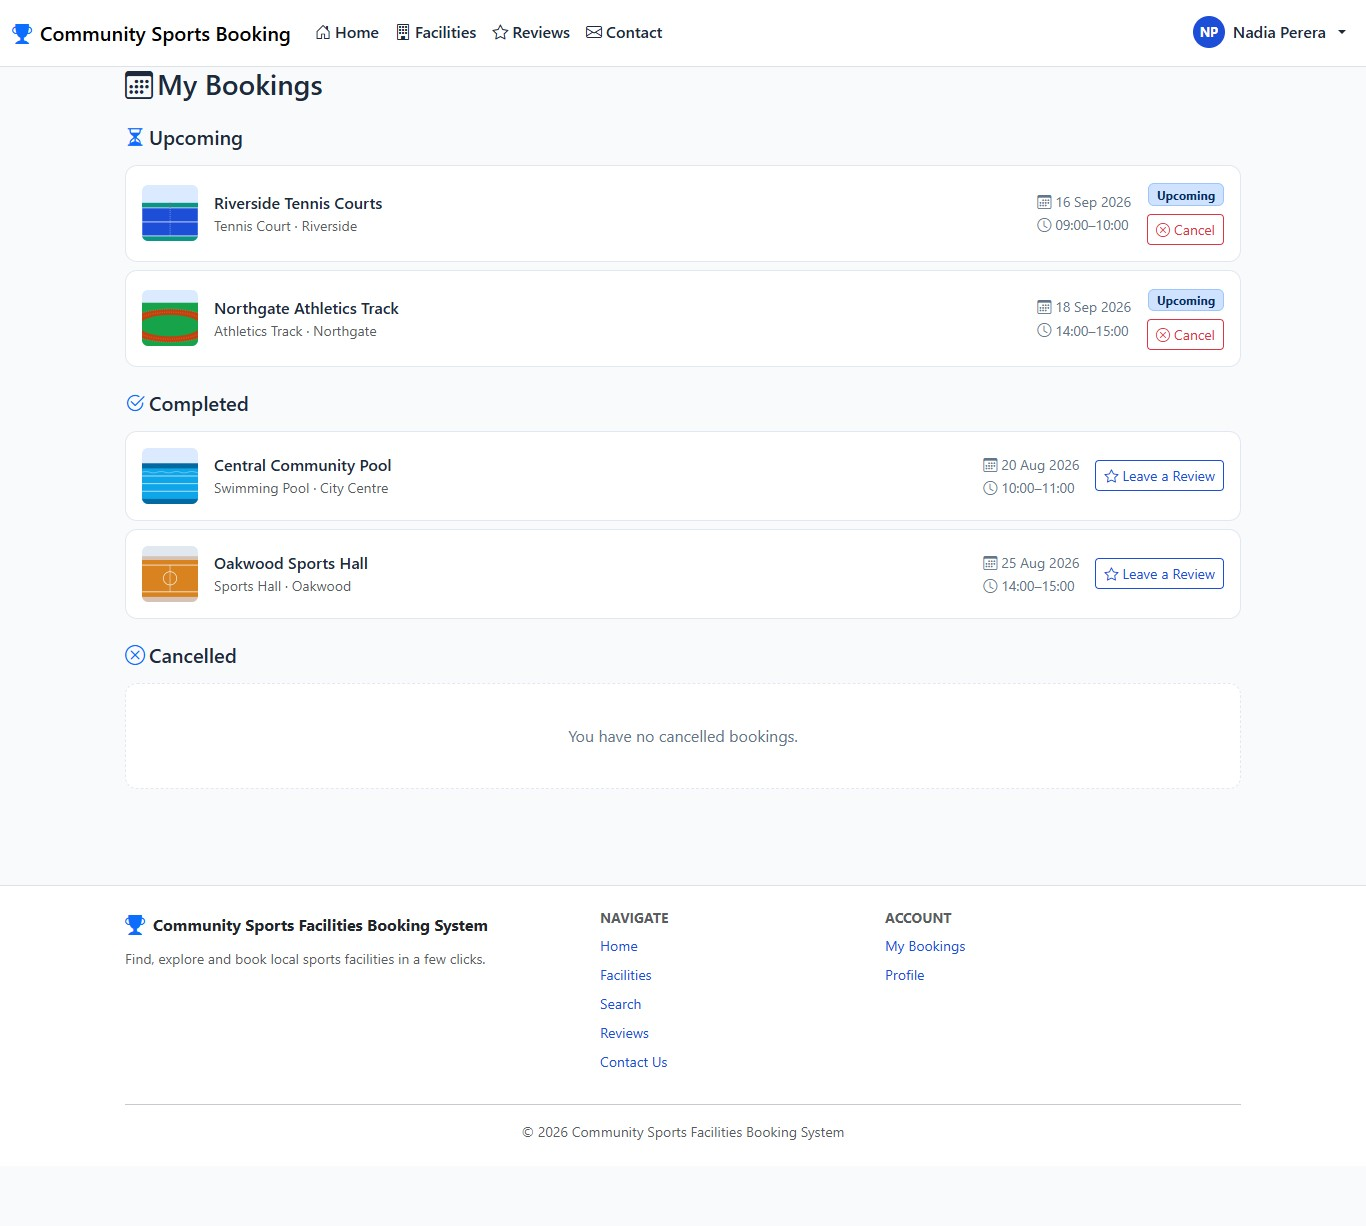 Community Sports Booking
Home
Facilities
Reviews
Contact
NP
Nadia Perera
My Bookings
Upcoming
Riverside Tennis Courts
Tennis Court · Riverside
16 Sep 2026
09:00–10:00
Upcoming
Cancel
Northgate Athletics Track
Athletics Track · Northgate
18 Sep 2026
14:00–15:00
Upcoming
Cancel
Completed
Central Community Pool
Swimming Pool · City Centre
20 Aug 2026
10:00–11:00
Leave a Review
Oakwood Sports Hall
Sports Hall · Oakwood
25 Aug 2026
14:00–15:00
Leave a Review
Cancelled
You have no cancelled bookings.
Community Sports Facilities Booking System
Find, explore and book local sports facilities in a few clicks.
NAVIGATE
Home
Facilities
Search
Reviews
Contact Us
ACCOUNT
My Bookings
Profile
© 2026 Community Sports Facilities Booking System